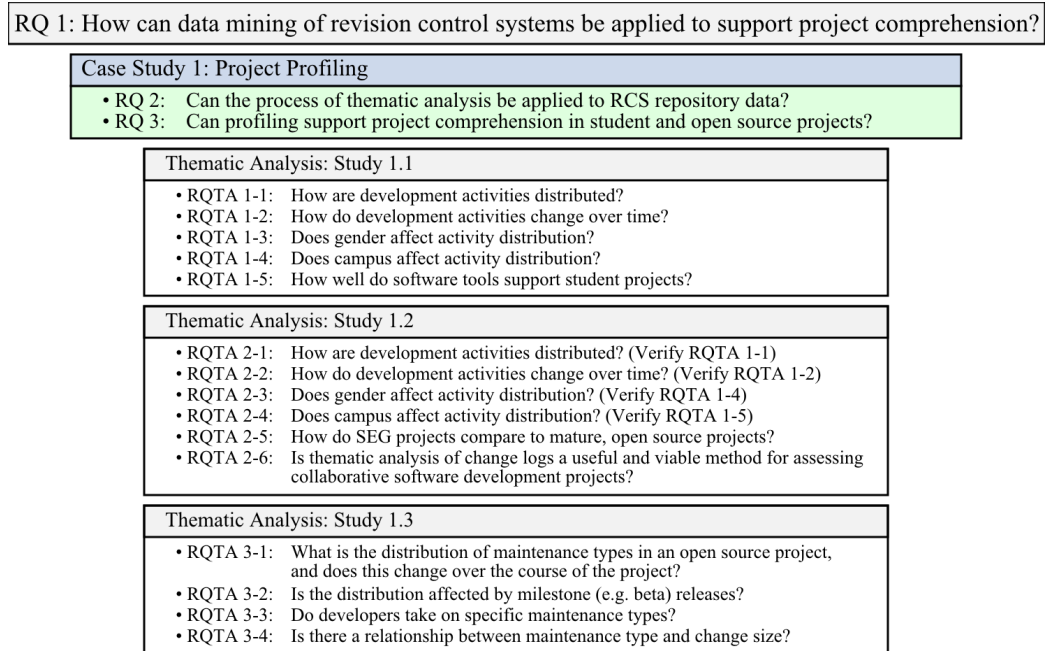 RQ 1: How can data mining of revision control systems be applied to support project comprehension?
Case Study 1: Project Profiling
• RQ 2: Can the process of thematic analysis be applied to RCS repository data?
• RQ 3: Can profiling support project comprehension in student and open source projects?
Thematic Analysis: Study 1.1
• RQTA 1-1: How are development activities distributed?
• RQTA 1-2: How do development activities change over time?
• RQTA 1-3: Does gender affect activity distribution?
• RQTA 1-4: Does campus affect activity distribution?
• RQTA 1-5: How well do software tools support student projects?
Thematic Analysis: Study 1.2
• RQTA 2-1: How are development activities distributed? (Verify RQTA 1-1)
• RQTA 2-2: How do development activities change over time? (Verify RQTA 1-2)
• RQTA 2-3: Does gender affect activity distribution? (Verify RQTA 1-4)
• RQTA 2-4: Does campus affect activity distribution? (Verify RQTA 1-5)
• RQTA 2-5: How do SEG projects compare to mature, open source projects?
• RQTA 2-6: Is thematic analysis of change logs a useful and viable method for assessing
collaborative software development projects?
Thematic Analysis: Study 1.3
• RQTA 3-1: What is the distribution of maintenance types in an open source project,
and does this change over the course of the project?
• RQTA 3-2: Is the distribution affected by milestone (e.g. beta) releases?
• RQTA 3-3: Do developers take on specific maintenance types?
• RQTA 3-4: Is there a relationship between maintenance type and change size?